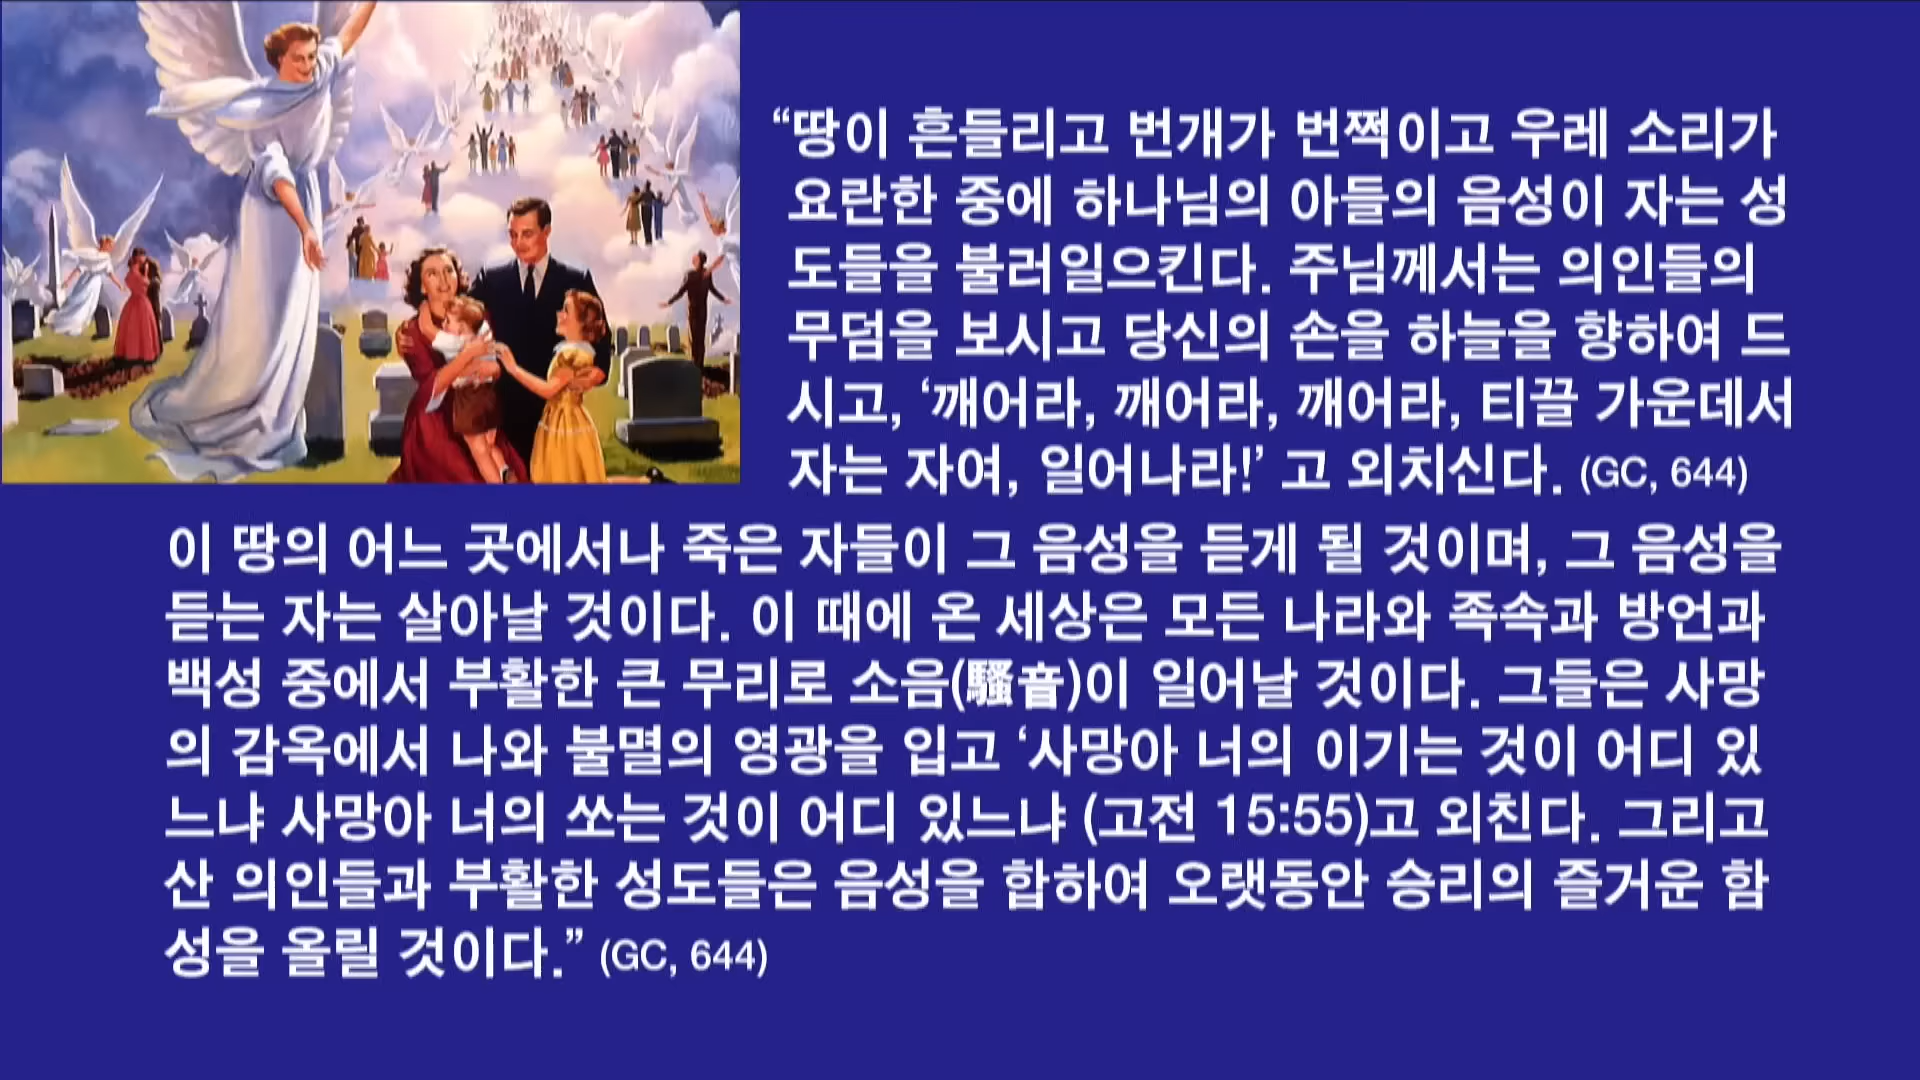 “땅이 흔들리고 번개가 번쩍이고 우레 소리가
요란한 중에 하나님의 아들의 음성이 자는 성
도들을 불러일으킨다. 주님께서는 의인들의
무덤을 보시고 당신의 손을 하늘을 향하여 드
시고, ‘깨어라, 깨어라, 깨어라, 티끌 가운데서
자는 자여, 일어나라!’ 고 외치신다. (GC, 644)
이 땅의 어느 곳에서나 죽은 자들이 그 음성을 듣게 될 것이며, 그 음성을
듣는 자는 살아날 것이다. 이 때에 온 세상은 모든 나라와 족속과 방언과
백성 중에서 부활한 큰 무리로 소음(騷音)이 일어날 것이다. 그들은 사망
의 감옥에서 나와 불멸의 영광을 입고 ‘사망아 너의 이기는 것이 어디 있
느냐 사망아 너의 쏘는 것이 어디 있느냐 (고전 15:55)고 외친다. 그리고
산 의인들과 부활한 성도들은 음성을 합하여 오랫동안 승리의 즐거운 함
성을 올릴 것이다.” (GC, 644)